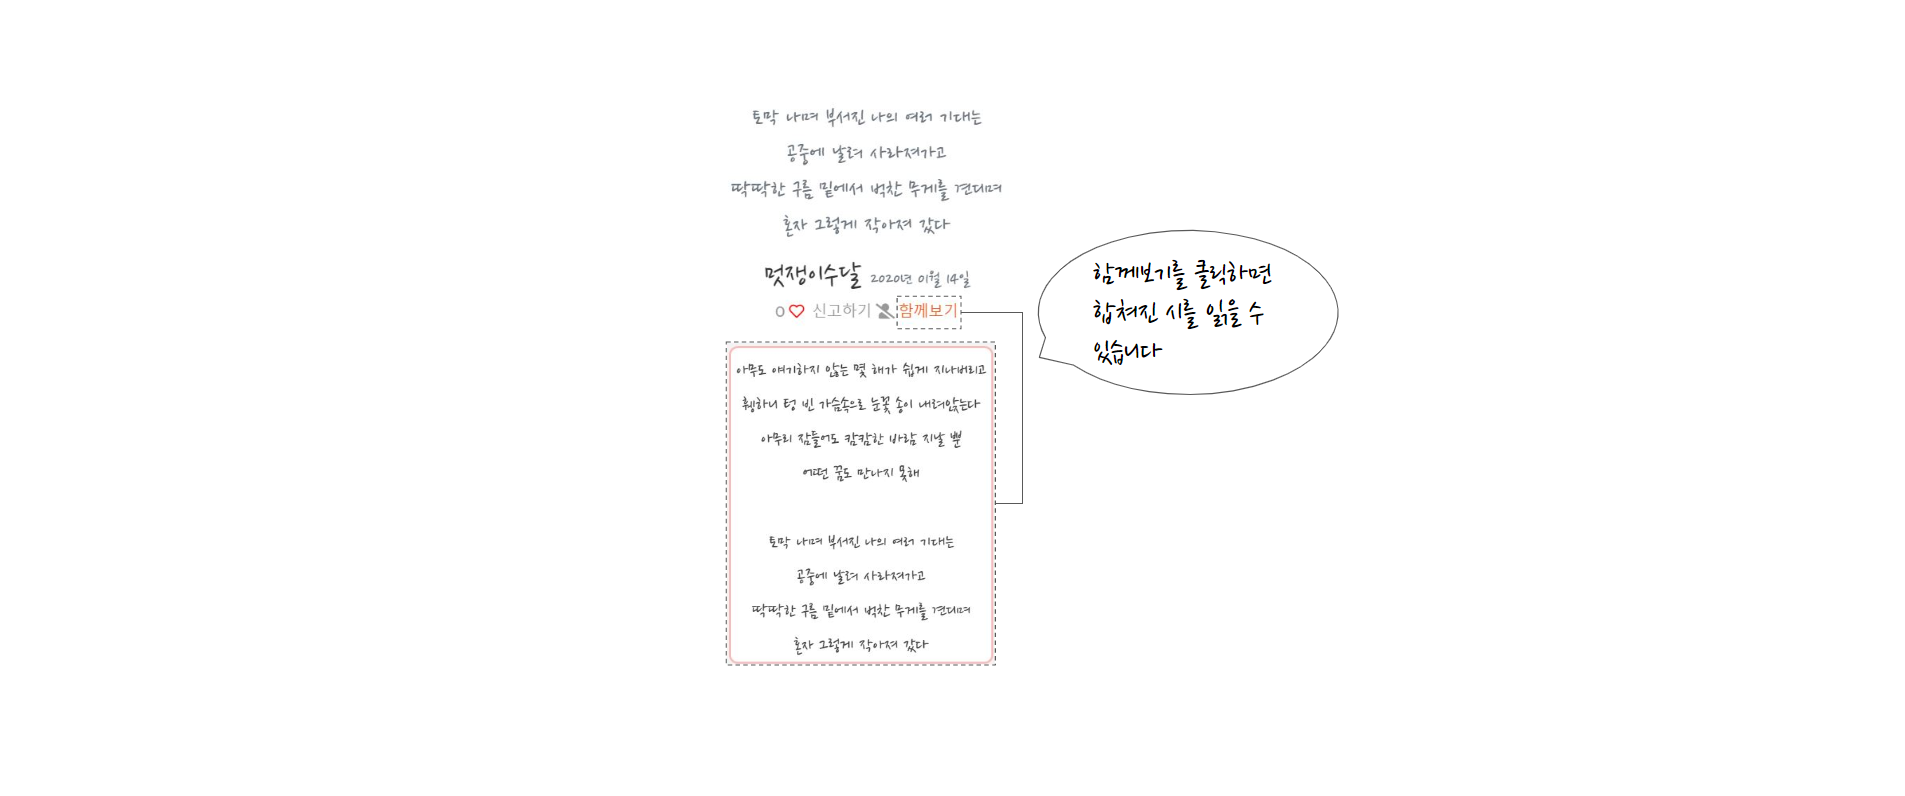 토막 나며 부서진 나의 여러 기대는
공중에 날려 사라져가고
딱딱한 구름 밑에서 벅찬 무게를 견대며
혼자 그렇게 작아져 갔다
멋쟁이수달 2020년 01월 14일
0 신고하기 함께보기
함께보기를 클릭하면
합쳐진 시를 읽을 수
있습니다
아무도 얘기하지 않는 몇 해가 쉽게 지나버리고
휑하니 텅 빈 가슴속으로 눈꽃 송이 내려앉는다
아무리 잠들어도 캄캄한 바람 지날 뿐
어떤 꿈도 만나지 못해
토막 나며 부서진 나의 여러 기대는
공중에 날려 사라져가고
딱딱한 구름 밑에서 벅찬 무게를 견대며
혼자 그렇게 작아져 갔다